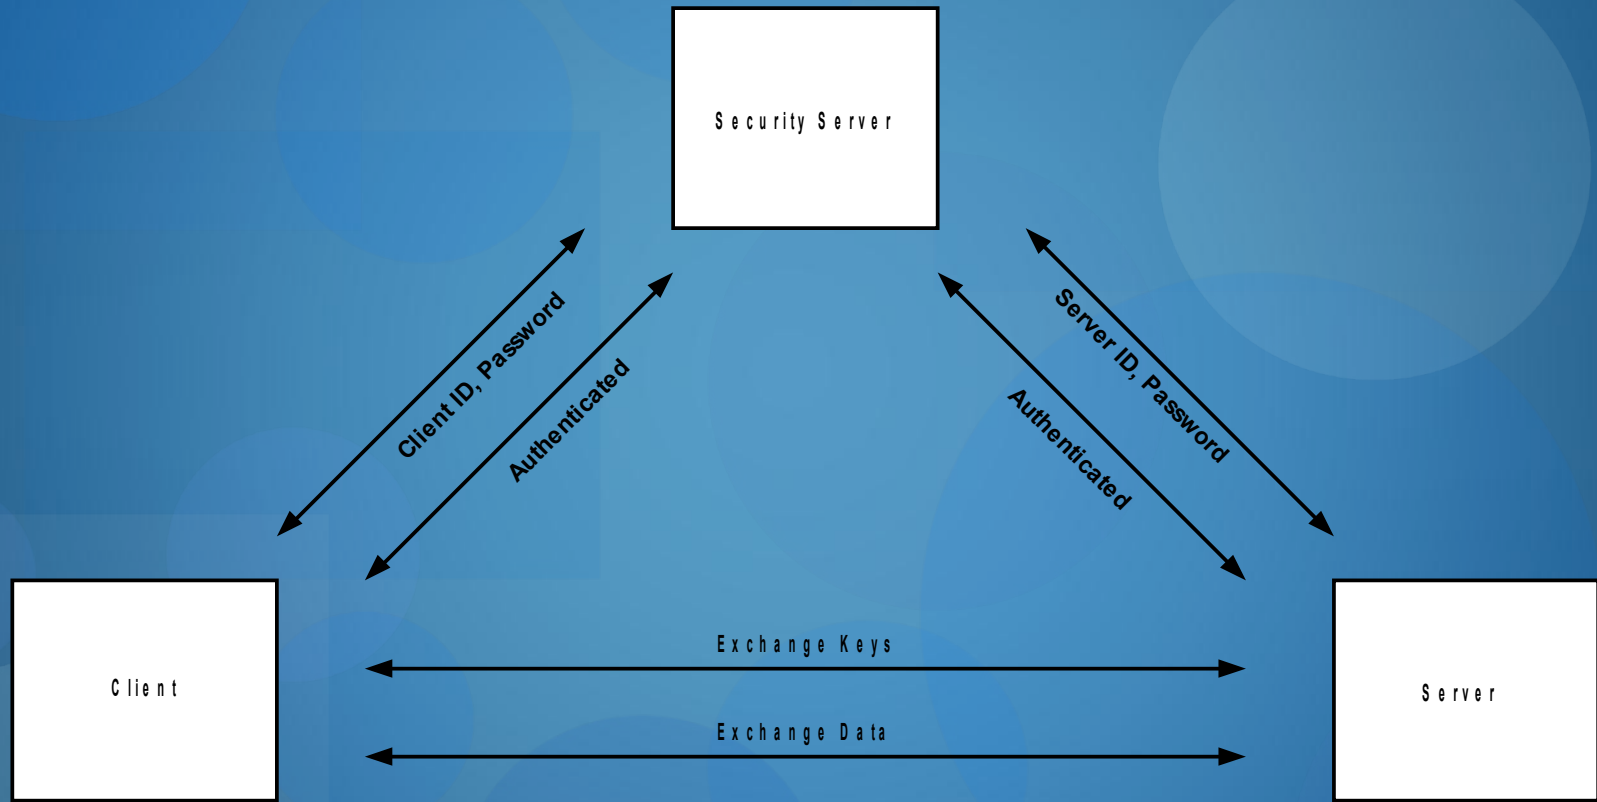 Security Server
Client ID, Password
Authenticated
Server ID, Password
Authenticated
Exchange Keys
Client
Server
Exchange Data